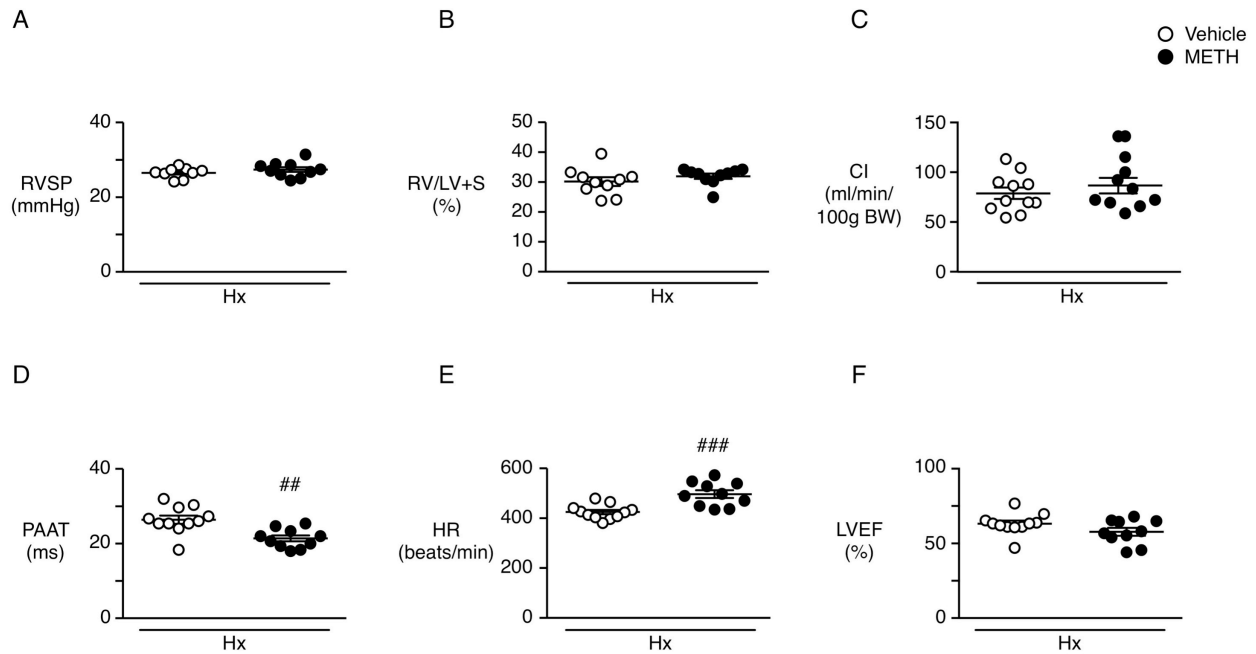 A
B
C
Vehicle
METH
40
20
0
RVSP
(mmHg)
Hx
50
40
30
20
10
0
RV/LV+S
(%)
Hx
150
100
50
0
CI
(ml/min/
100g BW)
Hx
D
E
F
40
20
0
PAAT
(ms)
##
Hx
600
400
200
0
HR
(beats/min)
###
Hx
100
50
0
LVEF
(%)
Hx